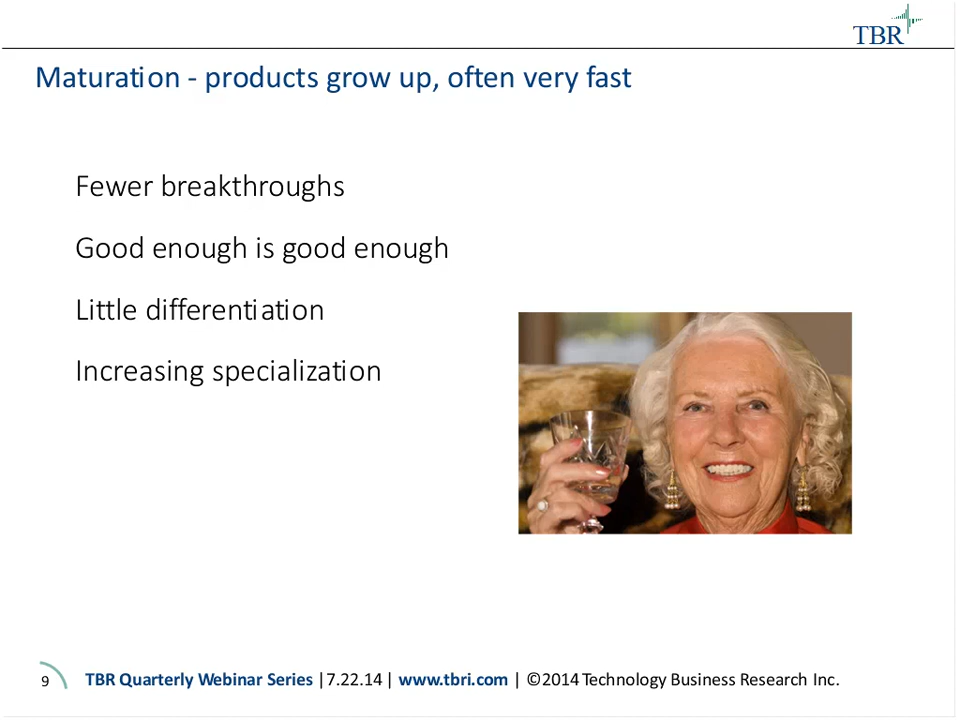 TBR
Maturation - products grow up, often very fast
Fewer breakthroughs
Good enough is good enough
Little differentiation
Increasing specialization
9 TBR Quarterly Webinar Series | 7.22.14 | www.tbri.com | ©2014 Technology Business Research Inc.